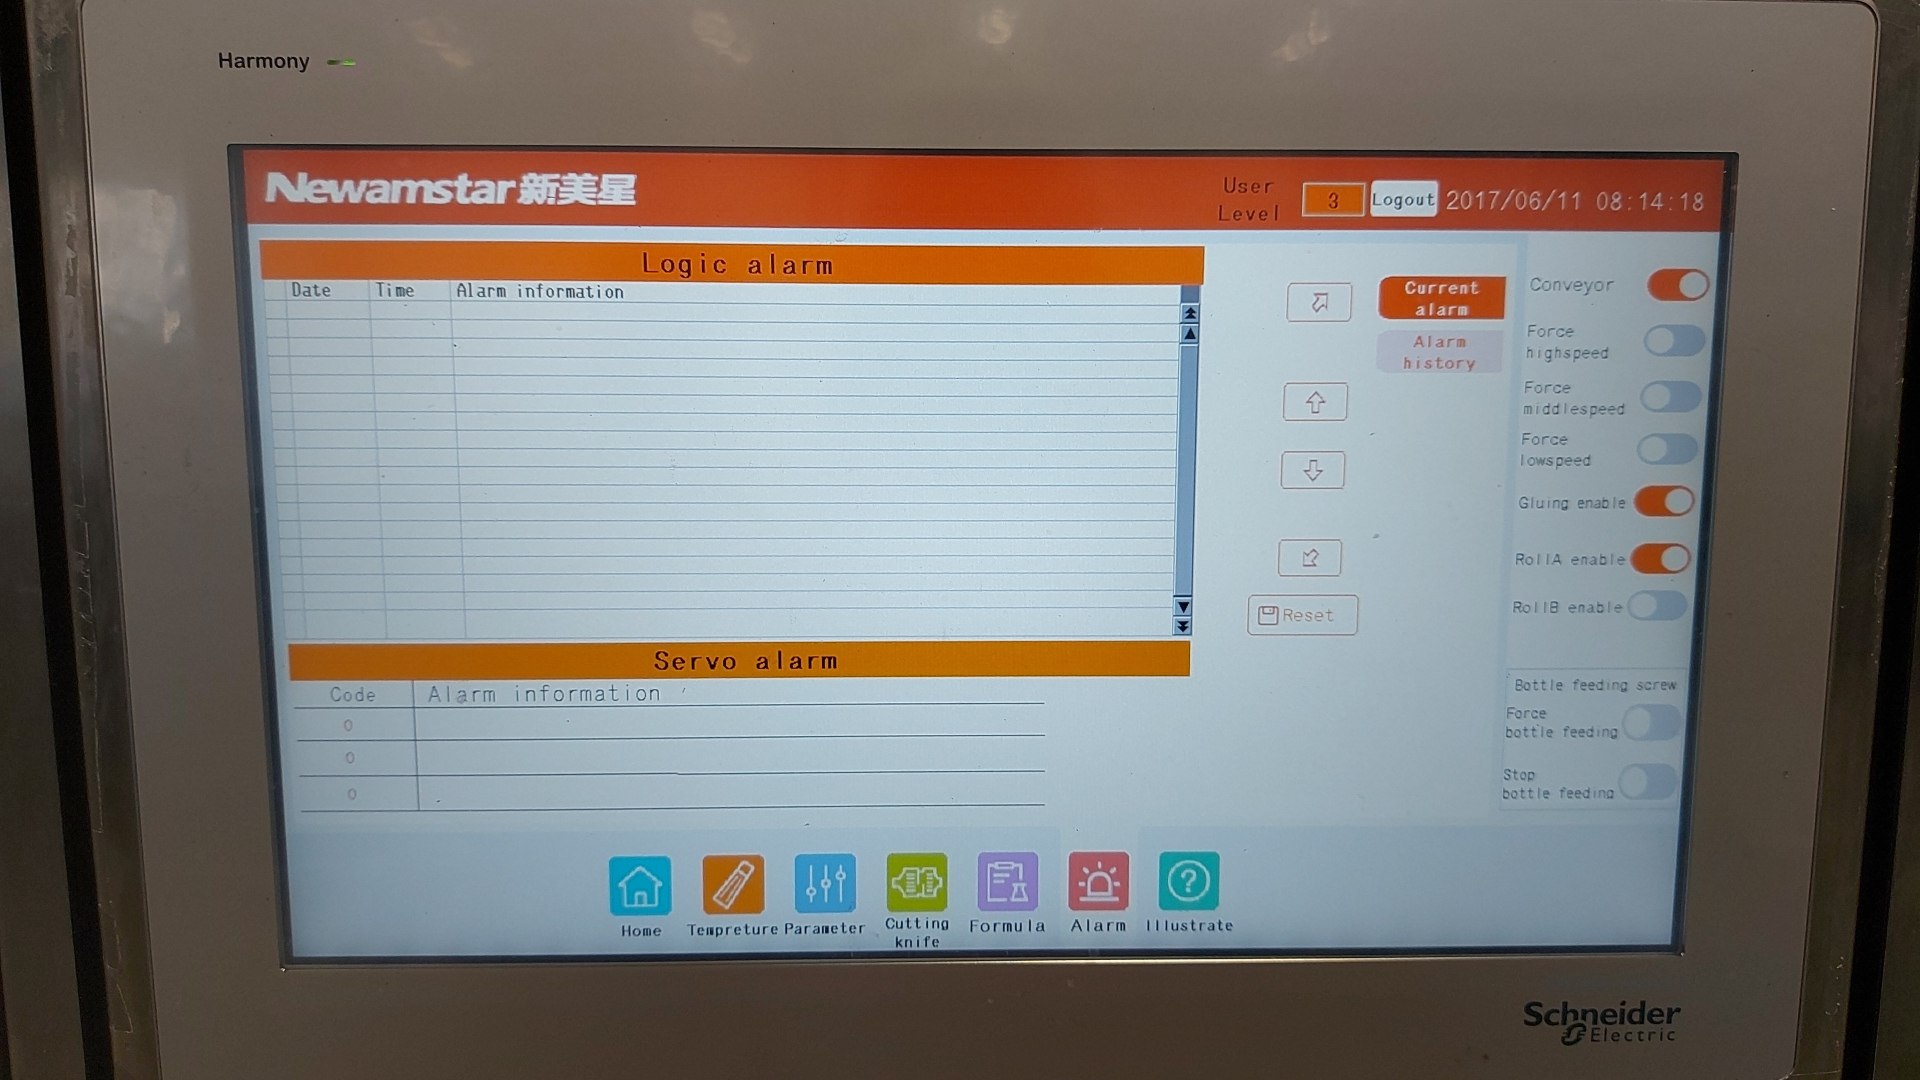 Harmony
Newamstar新美星
User
Level
3
Logout
2017/06/11 08:14:18
Logic alarm
Date Time Alarm information
Current
alarm
Alarm
history
Reset
Servo alarm
Code Alarm information
0
0
0
Conveyor
Force
highspeed
Force
middlespeed
Force
lowspeed
Gluing enable
RollA enable
RollB enable
Bottle feeding screw
Force
bottle feeding
Stop
bottle feeding
Home
Tempreture
Parameter
Cutting
knife
Formula
Alarm
Illustrate
Schneider
Electric